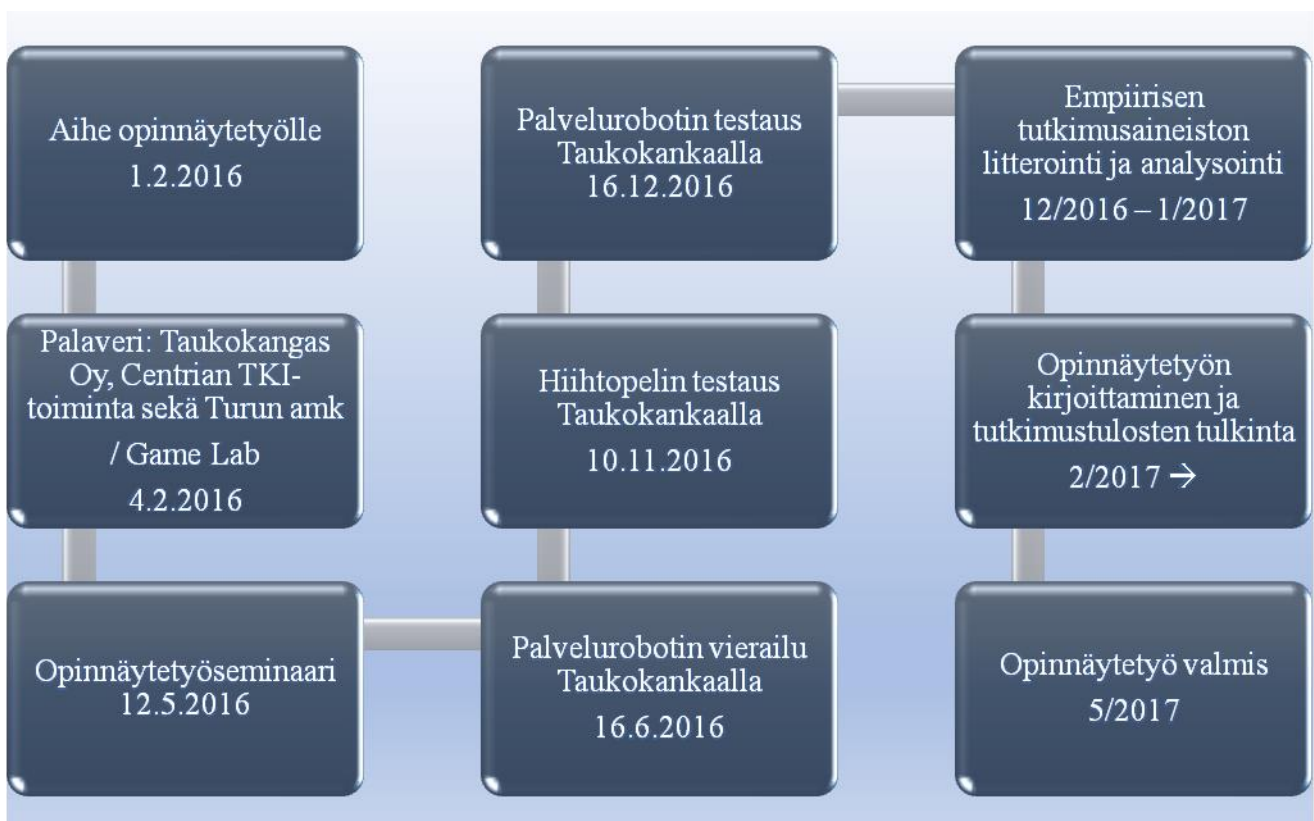 Aihe opinnäytetyölle
1.2.2016
Palaveri: Taukokangas
Oy, Centrian TKI-
toiminta sekä Turun amk
/ Game Lab
4.2.2016
Opinnäytetyöseminaari
12.5.2016
Palvelurobotin vierailu
Taukokankaalla
16.6.2016
Hiihtopelin testaus
Taukokankaalla
10.11.2016
Palvelurobotin testaus
Taukokankaalla
16.12.2016
Empiirisen
tutkimusaineiston
litterointi ja analysointi
12/2016 – 1/2017
Opinnäytetyön
kirjoittaminen ja
tutkimustulosten tulkinta
2/2017 →
Opinnäytetyö valmis
5/2017